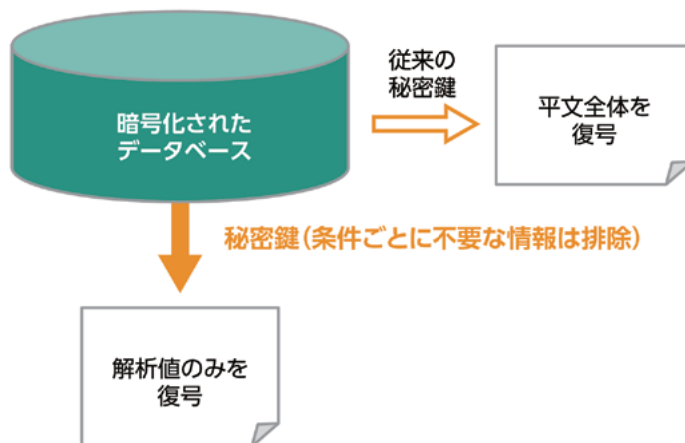 暗号化された
データベース
従来の
秘密鍵
平文全体を
復号
秘密鍵(条件ごとに不要な情報は排除)
解析値のみを
復号